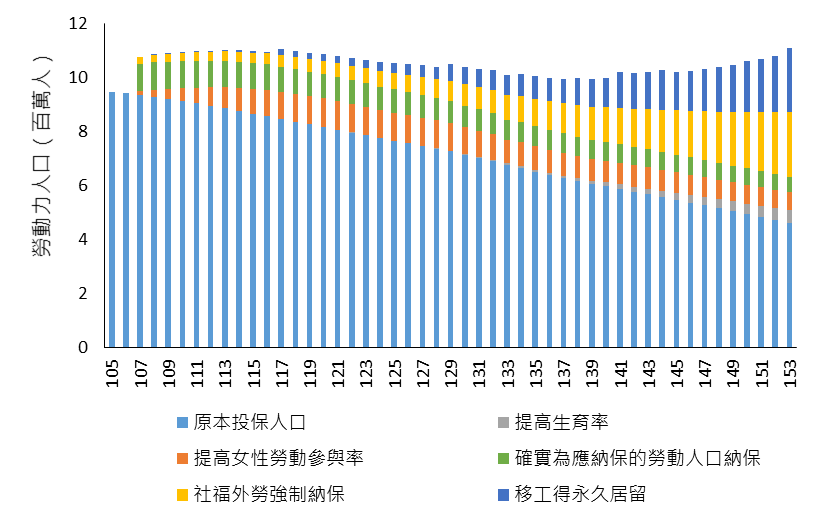 勞動力人口（百萬人）
12
10
8
6
4
2
0
105 107 109 111 113 115 117 119 121 123 125 127 129 131 133 135 137 139 141 143 145 147 149 151 153
原本投保人口 提高生育率
提高女性勞動參與率 確實為應納保的勞動人口納保
社福外勞強制納保 移工得永久居留